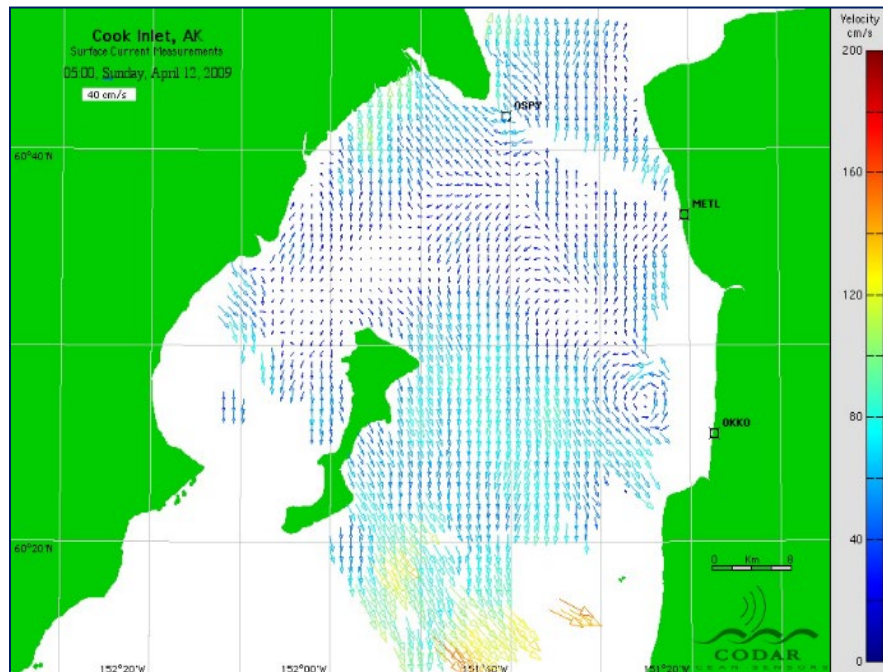 Cook Inlet, AK
Surface Current Measurements
05:00, Sunday, April 12, 2009
40 cm/s
Velocity
cm/s
200
160
120
80
40
0
OSPY
60°40'N
METL
OKKO
60°20'N
0 Km 8
CODAR
OCEAN SENSORS
152°20'W
152°00'W
151°40'W
151°20'W